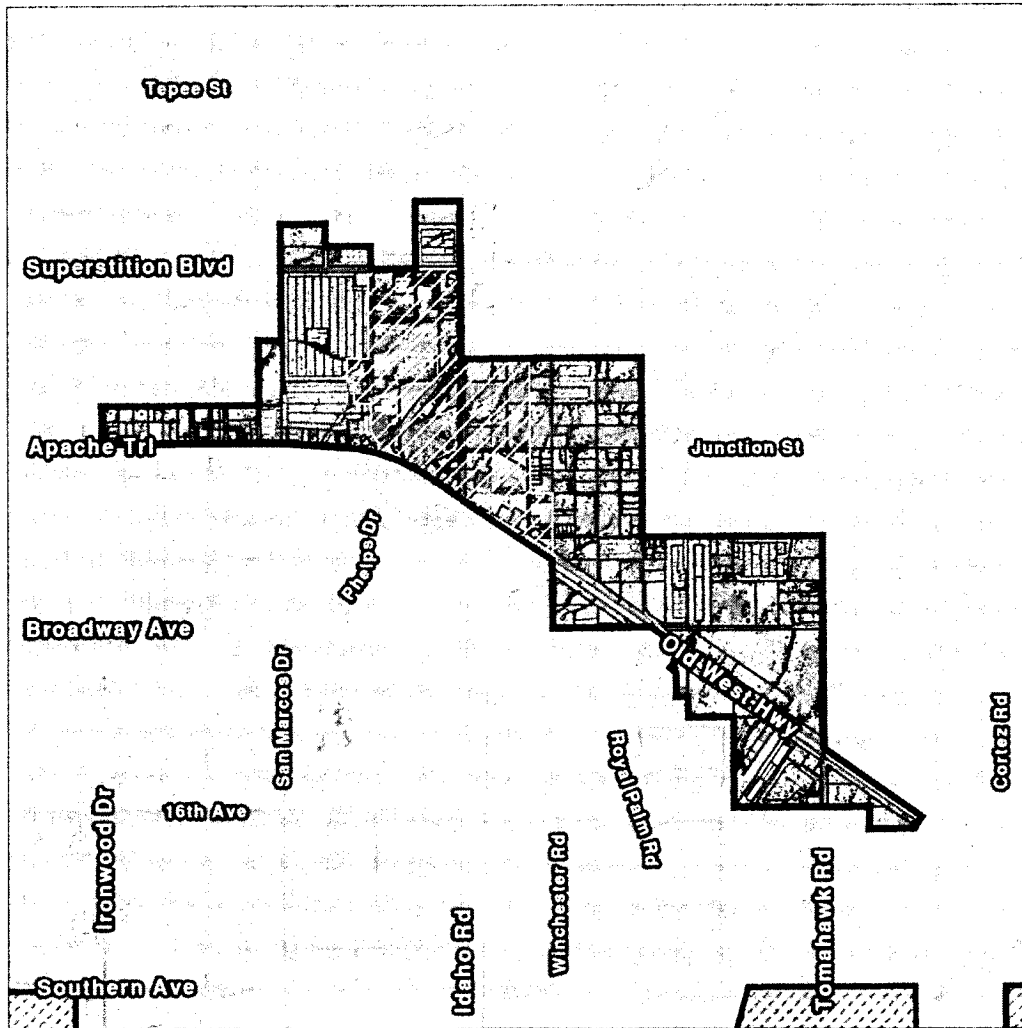 Tepee St
Superstition Blvd
Apache Trl
Junction St
Phelps Dr
Broadway Ave
Old West Hwy
San Marcos Dr
Cortez Rd
Royal Palm Rd
16th Ave
Ironwood Dr
Winchester Rd
Tomahawk Rd
Idaho Rd
Southern Ave